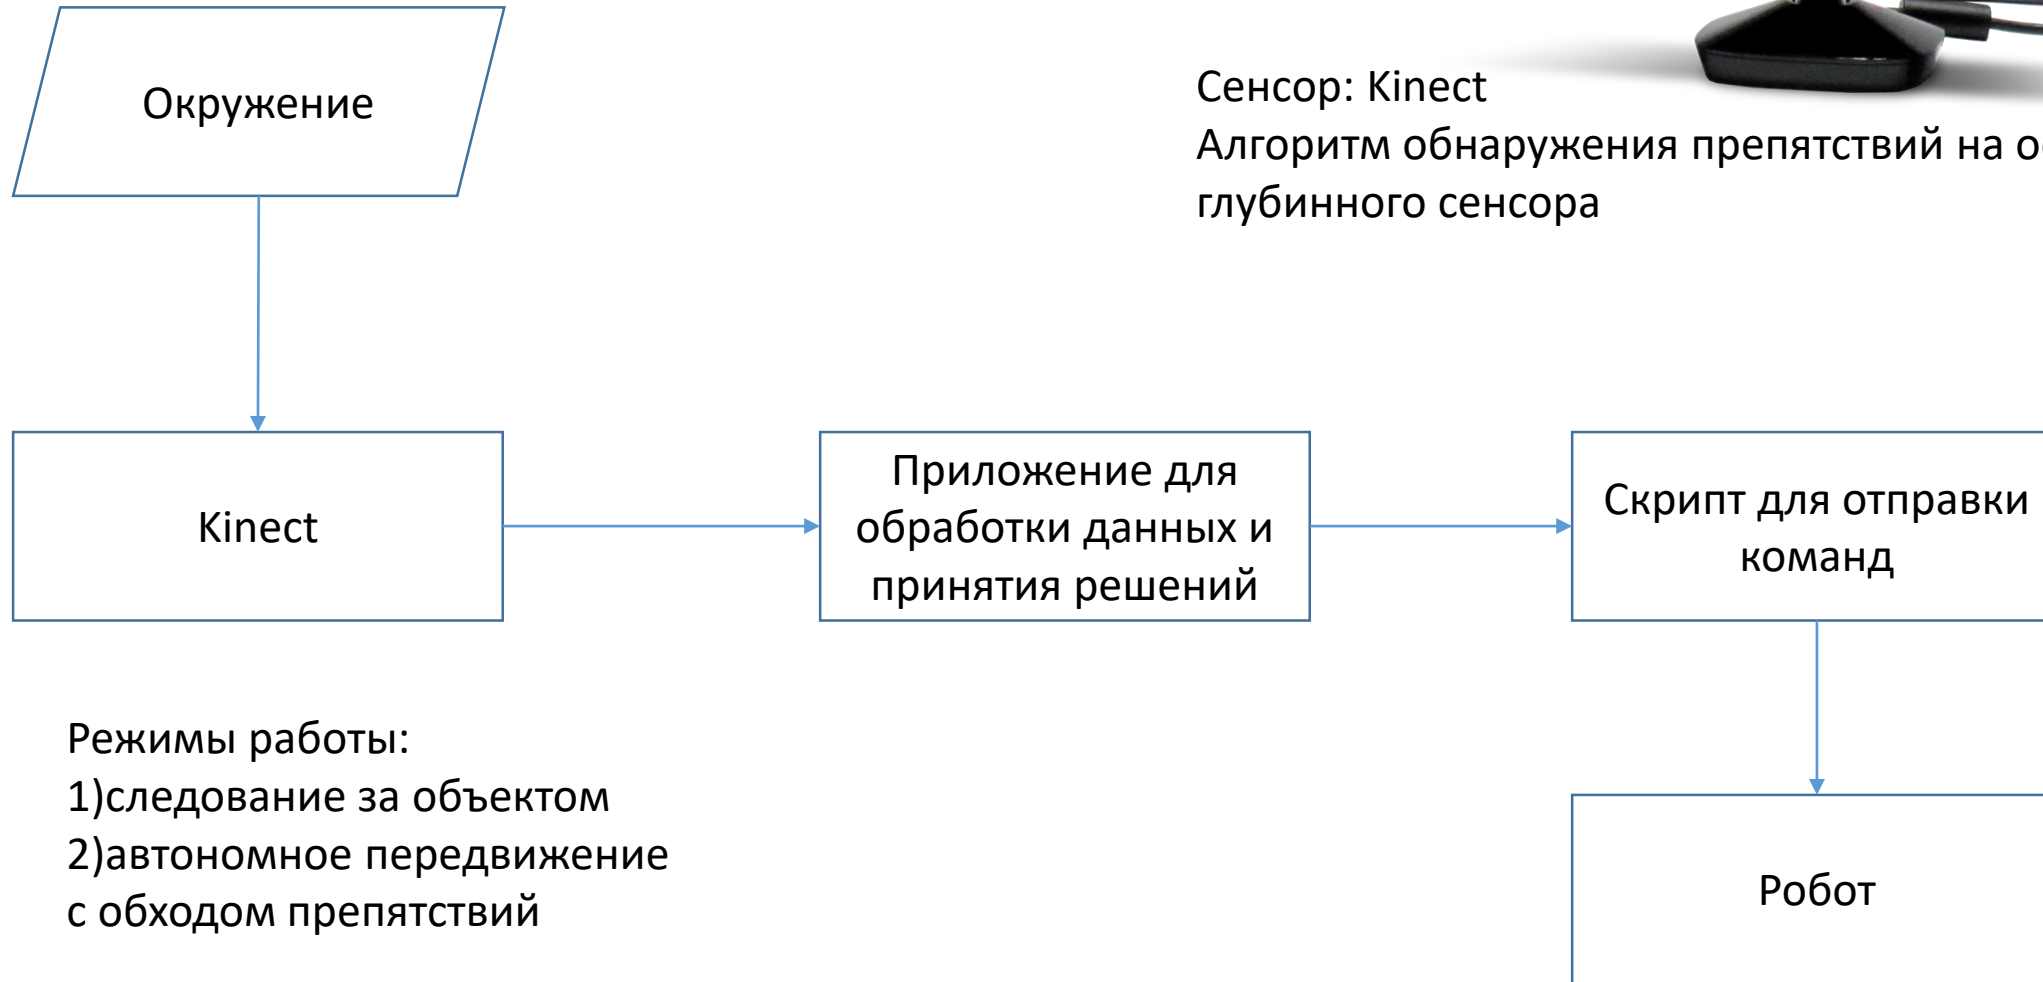 Окружение
Сенсор: Kinect
Алгоритм обнаружения препятствий на
глубинного сенсора
Kinect
Приложение для
обработки данных и
принятия решений
Скрипт для отправки
команд
Режимы работы:
1)следование за объектом
2)автономное передвижение
с обходом препятствий
Робот